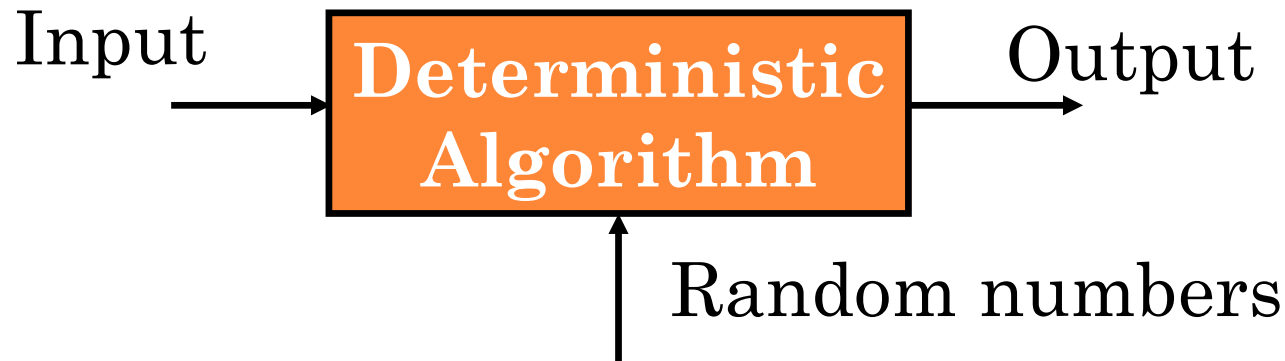 Input
Deterministic
Algorithm
Output
Random numbers